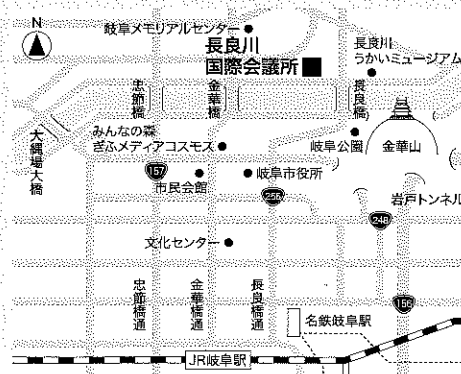 N
岐阜メモリアルセンター
長良川
国際会議所
長良川
うかいミュージアム
忠節橋
金華橋
長良橋
大縄場大橋
みんなの森
ぎふメディアコスモス
岐阜公園
金華山
157
市民会館
岐阜市役所
256
岩戸トンネル
248
文化センター
忠節橋通
金華橋通
長良橋通
156
名鉄岐阜駅
JR岐阜駅